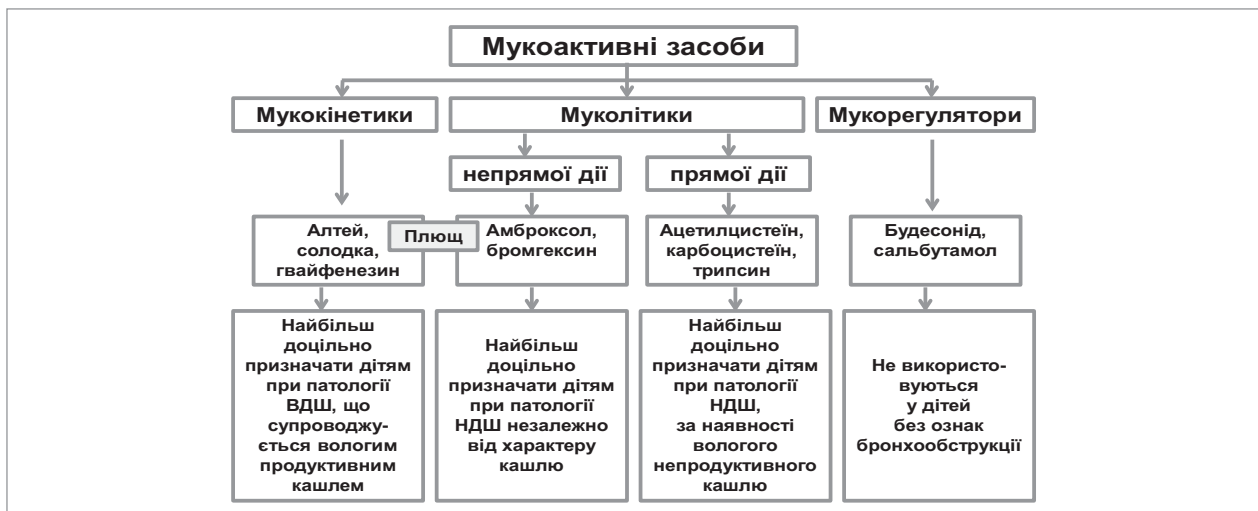 Мукоактивні засоби
Мукокінетики
Муколітики
Мукорегулятори
непрямої дії
прямої дії
Алтей,
солодка,
гвайфенезин
Плющ
Амброксол,
бромгексин
Ацетилцистеїн,
карбоцистеїн,
трипсин
Будесонід,
сальбутамол
Найбільш
доцільно
призначати дітям
при патології
ВДШ, що
супроводжу-
ється вологим
продуктивним
кашлем
Найбільш
доцільно
призначати дітям
при патології
НДШ незалежно
від характеру
кашлю
Найбільш
доцільно
призначати дітям
при патології
НДШ,
за наявності
вологого
непродуктивного
кашлю
Не використо-
вуються
у дітей
без ознак
бронхообструкції